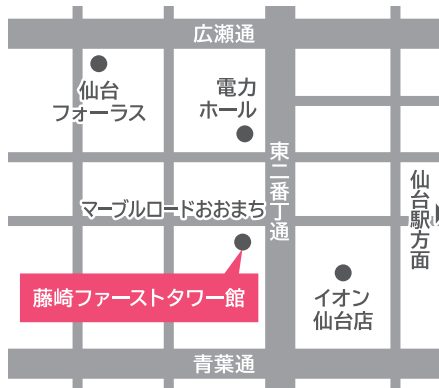 広瀬通
仙台
フォーラス
電力
ホール
東二番丁通
仙台駅方面
マーブルロードおおまち
藤崎ファーストタワー館
イオン
仙台店
青葉通